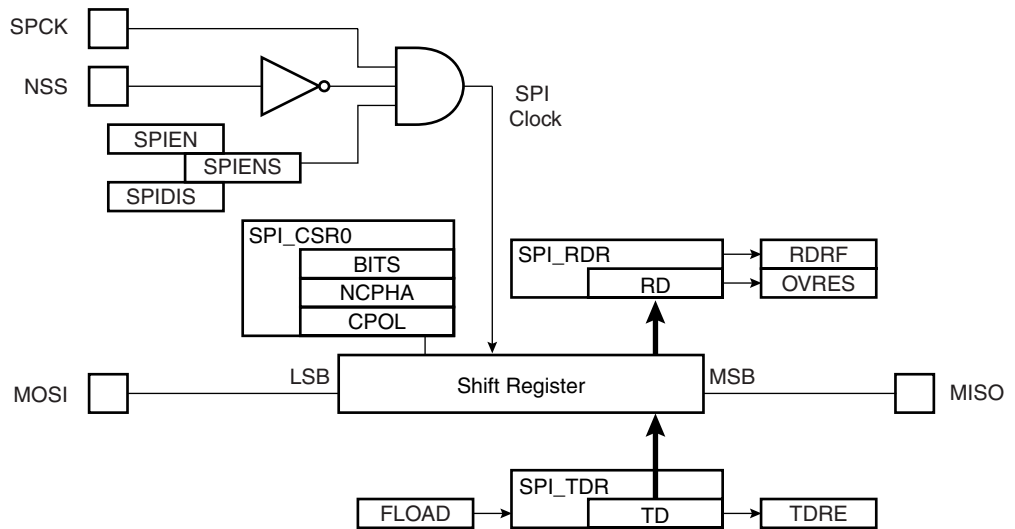 SPCK
NSS
SPI
Clock
SPIEN
SPIENS
SPIDIS
SPI_CSR0
BITS
NCPHA
CPOL
SPI_RDR
RD
RDRF
OVRES
MOSI
LSB
Shift Register
MSB
MISO
SPI_TDR
FLOAD
TD
TDRE